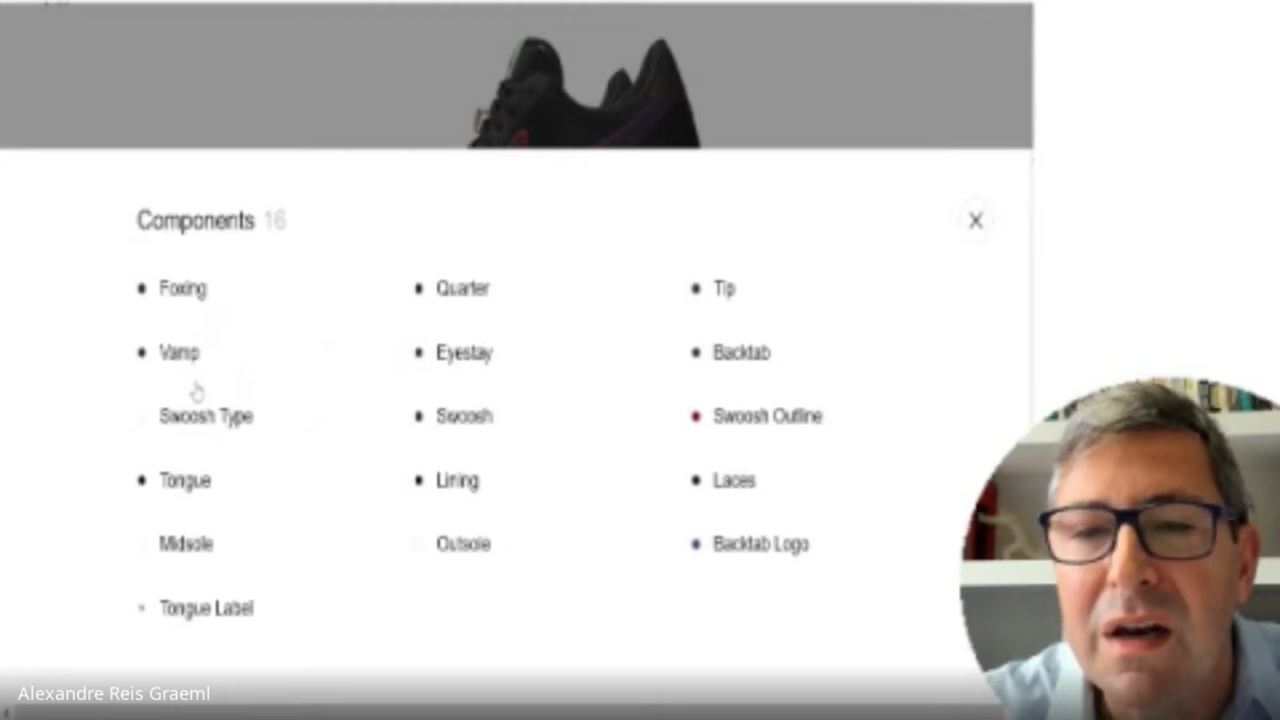 Components 16
Foxing Quarter Tip
Vamp Eyestay Backtab
Swoosh Type Swoosh Swoosh Outline
Tongue Lining Laces
Midsole Outsole Backtab Logo
Tongue Label
Alexandre Reis Graeml